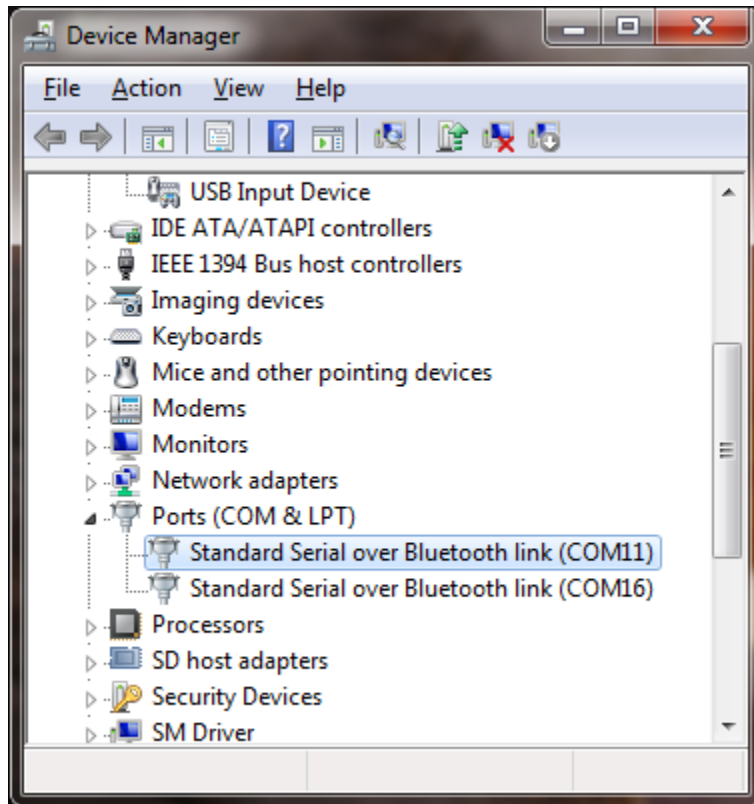 Device Manager
File Action View Help
USB Input Device
IDE ATA/ATAPI controllers
IEEE 1394 Bus host controllers
Imaging devices
Keyboards
Mice and other pointing devices
Modems
Monitors
Network adapters
Ports (COM & LPT)
Standard Serial over Bluetooth link (COM11)
Standard Serial over Bluetooth link (COM16)
Processors
SD host adapters
Security Devices
SM Driver